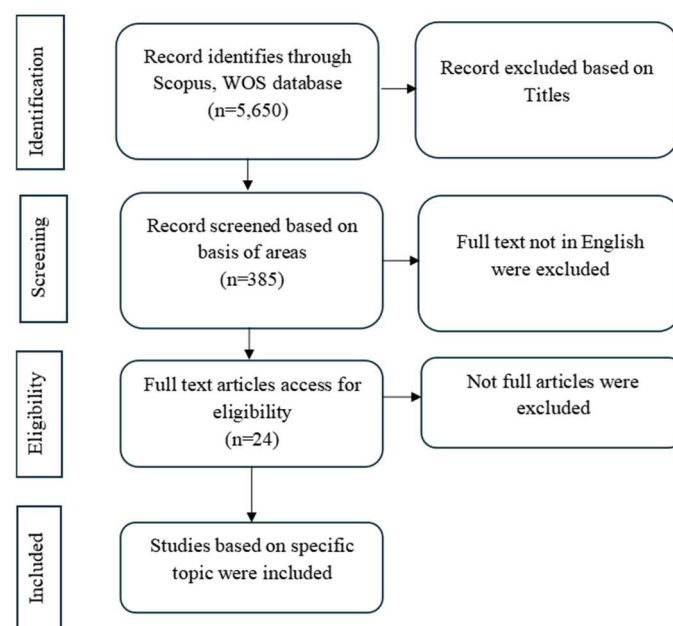 Identification
Record identifies through
Scopus, WOS database
(n=5,650)
Record excluded based on
Titles
Screening
Record screened based on
basis of areas
(n=385)
Full text not in English
were excluded
Eligibility
Full text articles access for
eligibility
(n=24)
Not full articles were
excluded
Included
Studies based on specific
topic were included